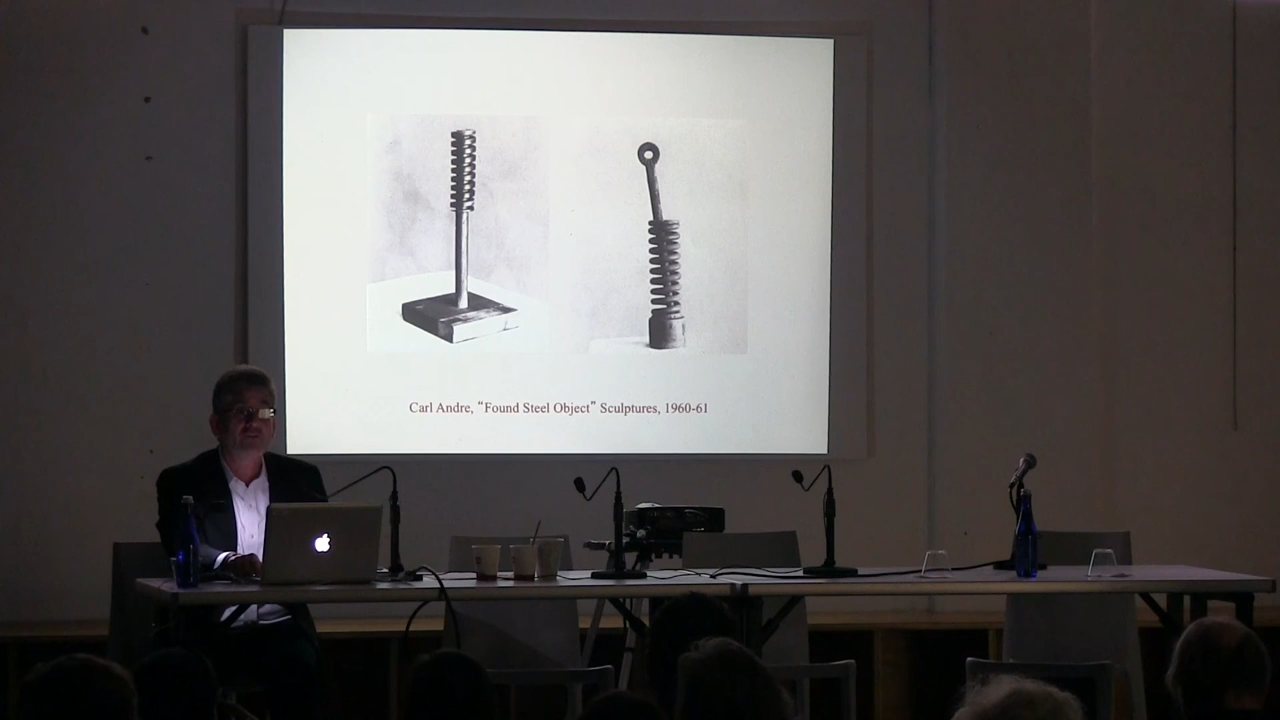 Carl Andre, “Found Steel Object” Sculptures, 1960-61